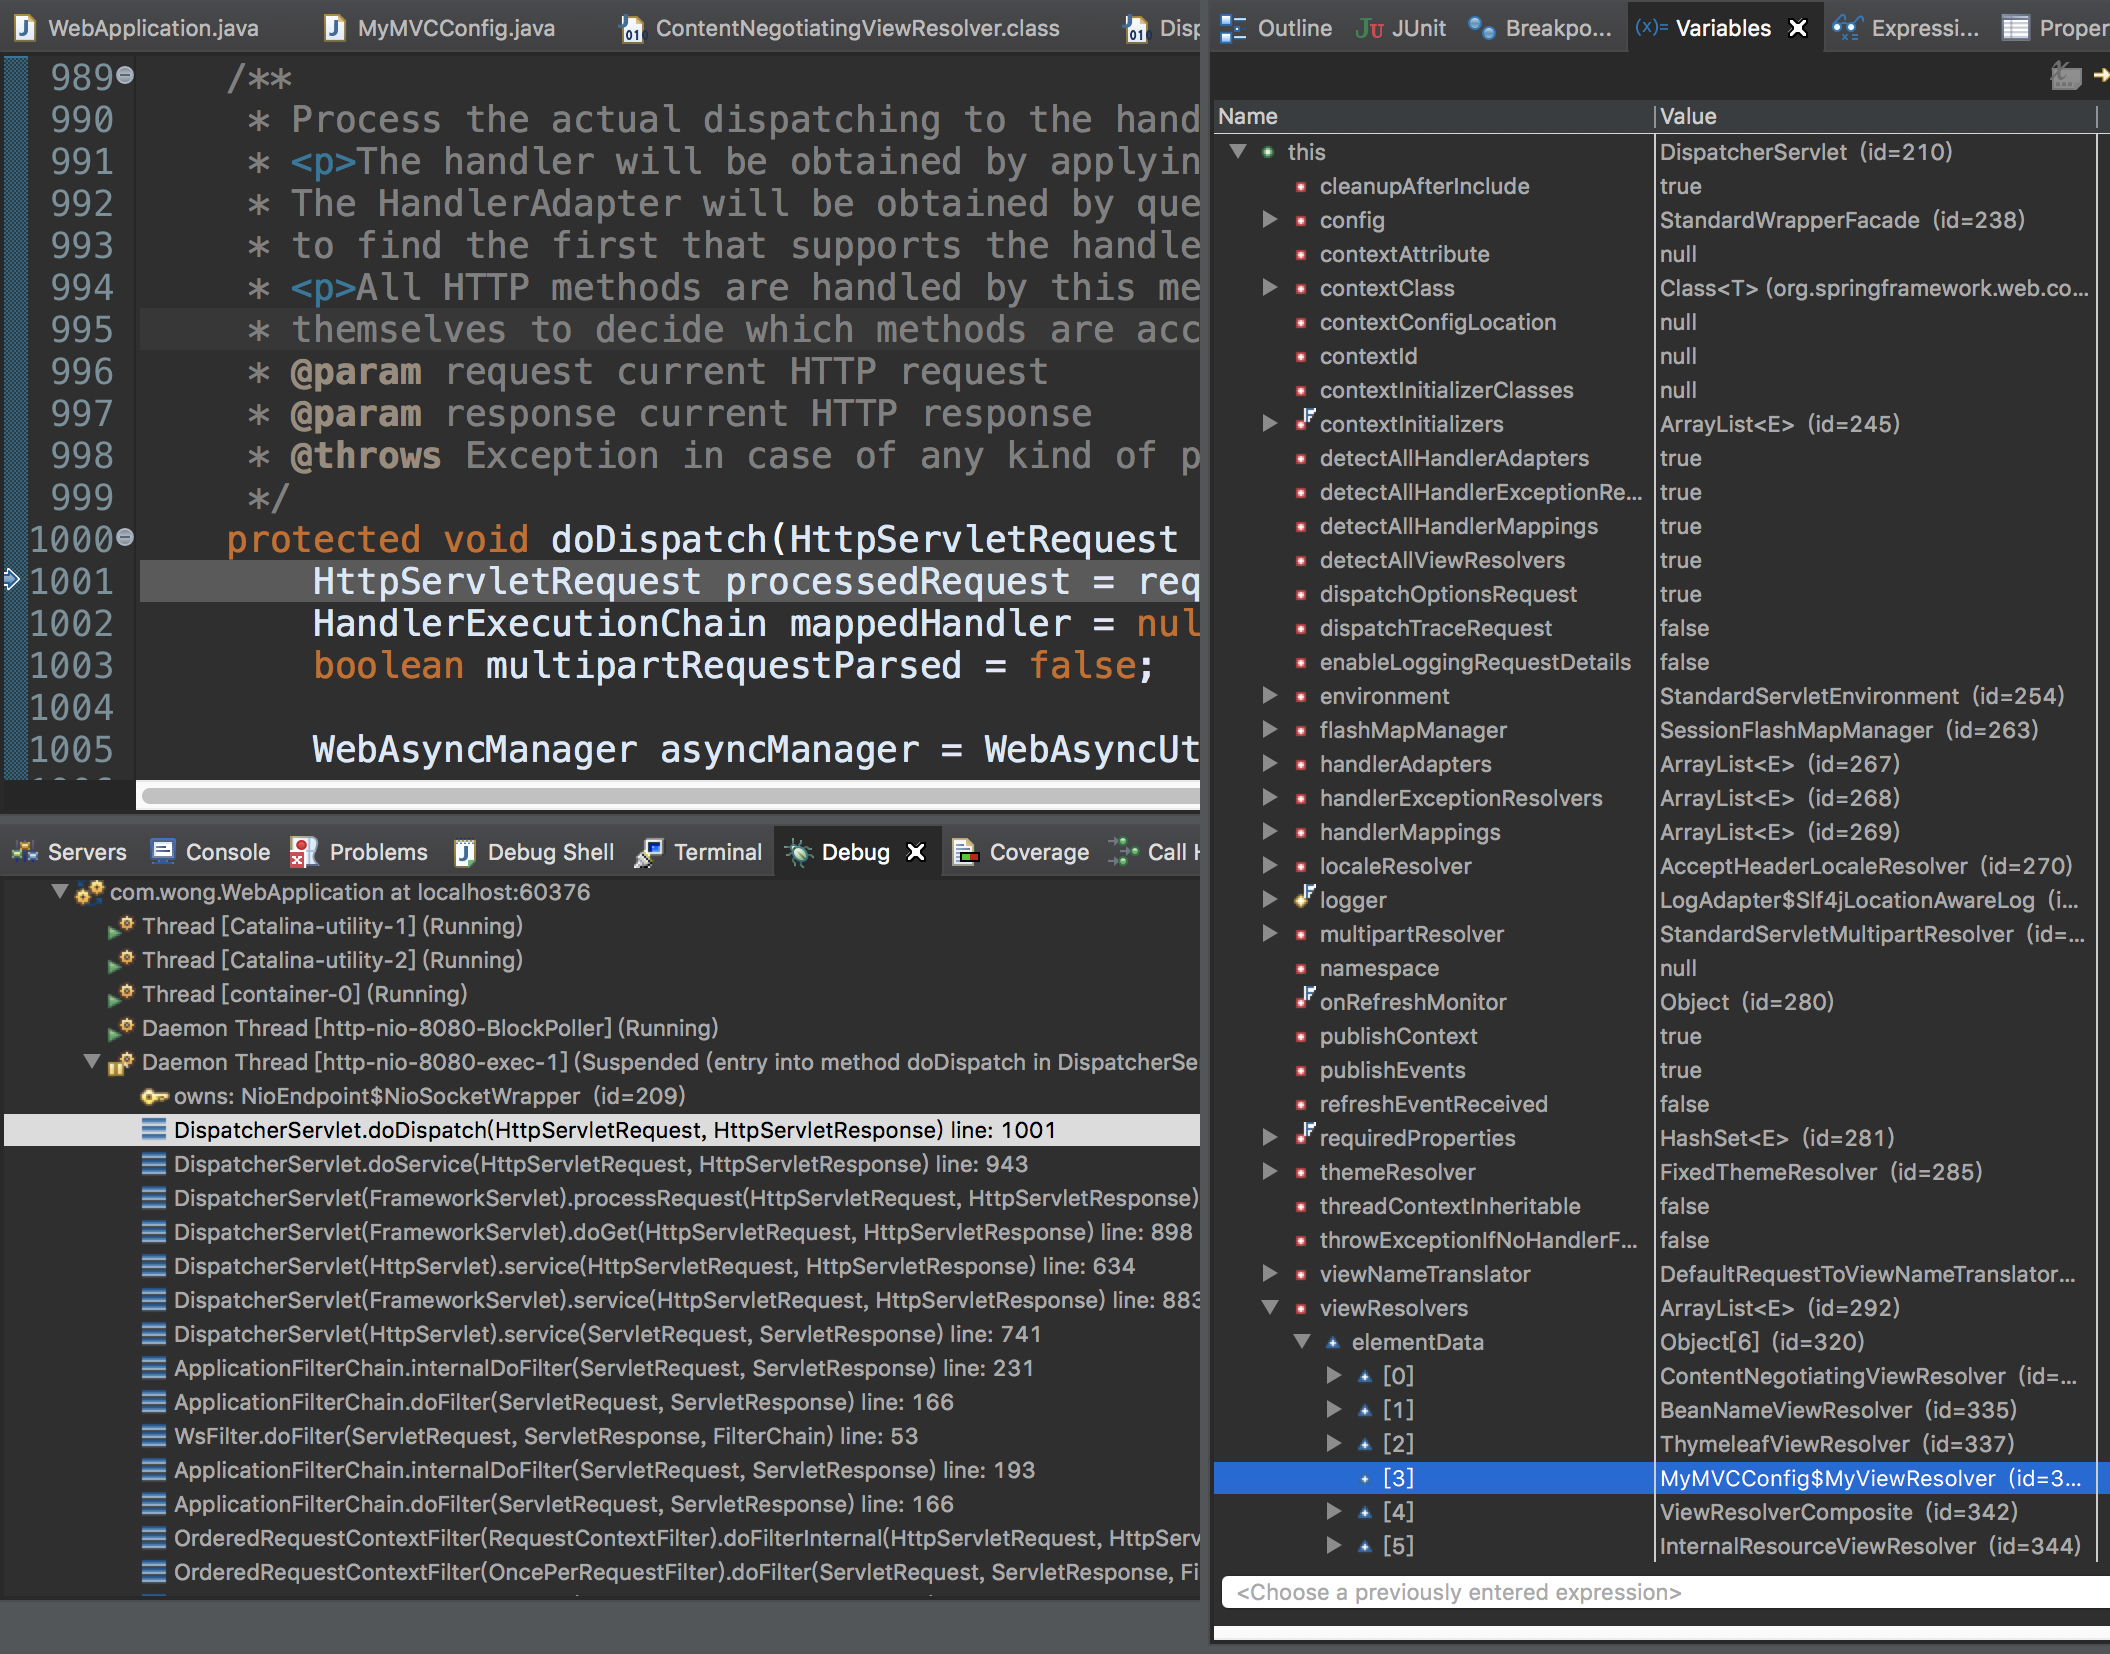 WebApplication.java
MyMVCConfig.java
ContentNegotiatingViewResolver.class
Disp
989 /**
990 * Process the actual dispatching to the hand
991 * <p>The handler will be obtained by applyin
992 * The HandlerAdapter will be obtained by que
993 * to find the first that supports the handle
994 * <p>All HTTP methods are handled by this me
995 * themselves to decide which methods are acc
996 * @param request current HTTP request
997 * @param response current HTTP response
998 * @throws Exception in case of any kind of p
999 */
1000 protected void doDispatch(HttpServletRequest
1001 HttpServletRequest processedRequest = req
1002 HandlerExecutionChain mappedHandler = nul
1003 boolean multipartRequestParsed = false;
1004
1005 WebAsyncManager asyncManager = WebAsyncUt
Servers
Console
Problems
Debug Shell
Terminal
Debug
Coverage
Call H
com.wong.WebApplication at localhost:60376
Thread [Catalina-utility-1] (Running)
Thread [Catalina-utility-2] (Running)
Thread [container-0] (Running)
Daemon Thread [http-nio-8080-BlockPoller] (Running)
Daemon Thread [http-nio-8080-exec-1] (Suspended (entry into method doDispatch in DispatcherSe
owns: NioEndpoint$NioSocketWrapper (id=209)
DispatcherServlet.doDispatch(HttpServletRequest, HttpServletResponse) line: 1001
DispatcherServlet.doService(HttpServletRequest, HttpServletResponse) line: 943
DispatcherServlet(FrameworkServlet).processRequest(HttpServletRequest, HttpServletResponse)
DispatcherServlet(FrameworkServlet).doGet(HttpServletRequest, HttpServletResponse) line: 898
DispatcherServlet(HttpServlet).service(HttpServletRequest, HttpServletResponse) line: 634
DispatcherServlet(FrameworkServlet).service(HttpServletRequest, HttpServletResponse) line: 883
DispatcherServlet(HttpServlet).service(ServletRequest, ServletResponse) line: 741
ApplicationFilterChain.internalDoFilter(ServletRequest, ServletResponse) line: 231
ApplicationFilterChain.doFilter(ServletRequest, ServletResponse) line: 166
WsFilter.doFilter(ServletRequest, ServletResponse, FilterChain) line: 53
ApplicationFilterChain.internalDoFilter(ServletRequest, ServletResponse) line: 193
ApplicationFilterChain.doFilter(ServletRequest, ServletResponse) line: 166
OrderedRequestContextFilter(RequestContextFilter).doFilterInternal(HttpServletRequest, HttpServ
OrderedRequestContextFilter(OncePerRequestFilter).doFilter(ServletRequest, ServletResponse, Fi
Outline
JUnit
Breakpo...
(x)= Variables
Expressi...
Proper
Name Value
this DispatcherServlet (id=210)
cleanupAfterInclude true
config StandardWrapperFacade (id=238)
contextAttribute null
contextClass Class<T> (org.springframework.web.co...
contextConfigLocation null
contextId null
contextInitializerClasses null
contextInitializers ArrayList<E> (id=245)
detectAllHandlerAdapters true
detectAllHandlerExceptionRe... true
detectAllHandlerMappings true
detectAllViewResolvers true
dispatchOptionsRequest true
dispatchTraceRequest false
enableLoggingRequestDetails false
environment StandardServletEnvironment (id=254)
flashMapManager SessionFlashMapManager (id=263)
handlerAdapters ArrayList<E> (id=267)
handlerExceptionResolvers ArrayList<E> (id=268)
handlerMappings ArrayList<E> (id=269)
localeResolver AcceptHeaderLocaleResolver (id=270)
logger LogAdapter$Slf4jLocationAwareLog (i...
multipartResolver StandardServletMultipartResolver (id=...
namespace null
onRefreshMonitor Object (id=280)
publishContext true
publishEvents true
refreshEventReceived false
requiredProperties HashSet<E> (id=281)
themeResolver FixedThemeResolver (id=285)
threadContextInheritable false
throwExceptionIfNoHandlerF... false
viewNameTranslator DefaultRequestToViewNameTranslator...
viewResolvers ArrayList<E> (id=292)
elementData Object[6] (id=320)
[0] ContentNegotiatingViewResolver (id=...
[1] BeanNameViewResolver (id=335)
[2] ThymeleafViewResolver (id=337)
[3] MyMVCConfig$MyViewResolver (id=3...
[4] ViewResolverComposite (id=342)
[5] InternalResourceViewResolver (id=344)
<Choose a previously entered expression>